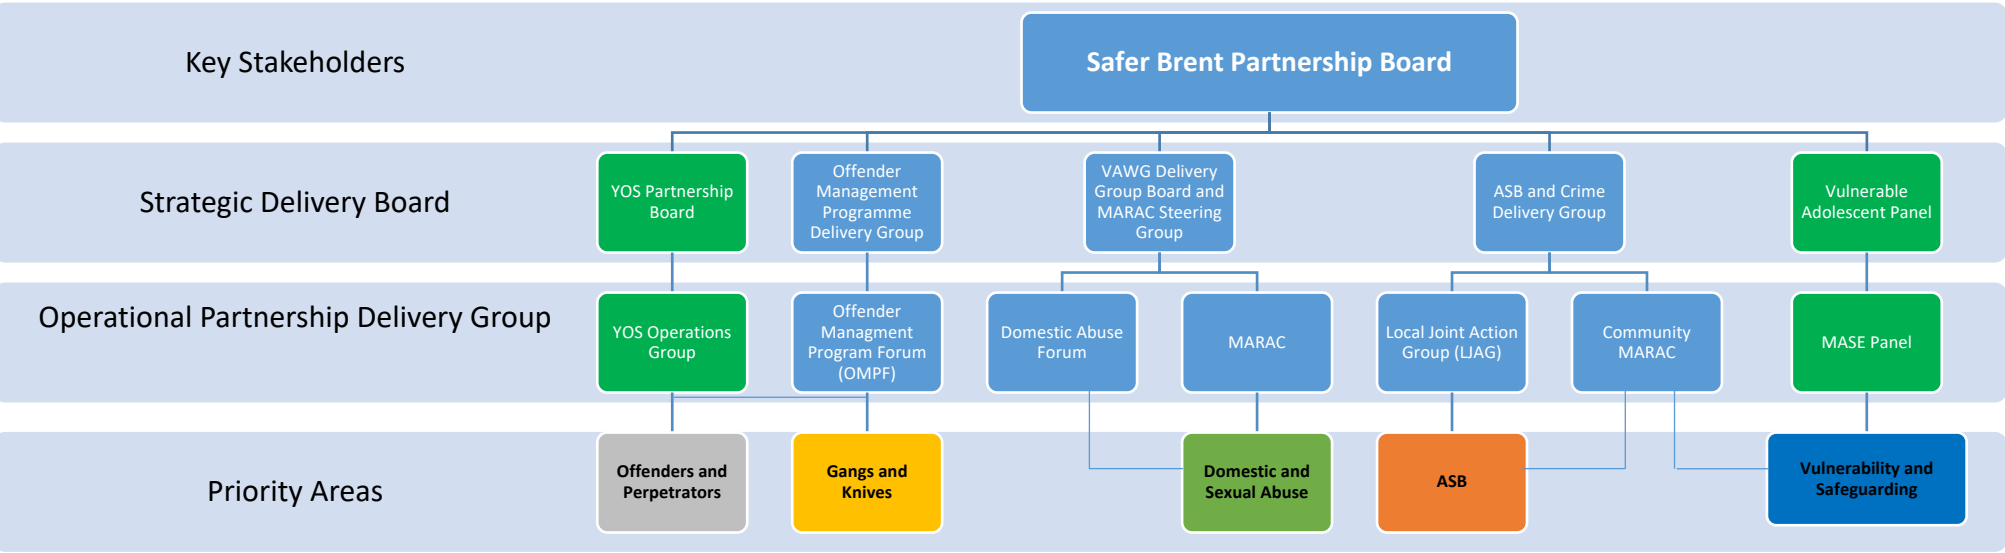 Key Stakeholders
Safer Brent Partnership Board
Strategic Delivery Board
YOS Partnership
Board
Offender
Management
Programme
Delivery Group
VAWG Delivery
Group Board and
MARAC Steering
Group
ASB and Crime
Delivery Group
Vulnerable
Adolescent Panel
Operational Partnership Delivery Group
YOS Operations
Group
Offender
Managment
Program Forum
(OMPF)
Domestic Abuse
Forum
MARAC
Local Joint Action
Group (LJAG)
Community
MARAC
MASE Panel
Priority Areas
Offenders and
Perpetrators
Gangs and
Knives
Domestic and
Sexual Abuse
ASB
Vulnerability and
Safeguarding